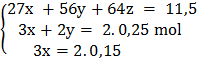 27x + 56y + 64z = 11,5
3x + 2y = 2. 0,25 mol
3x = 2. 0,15